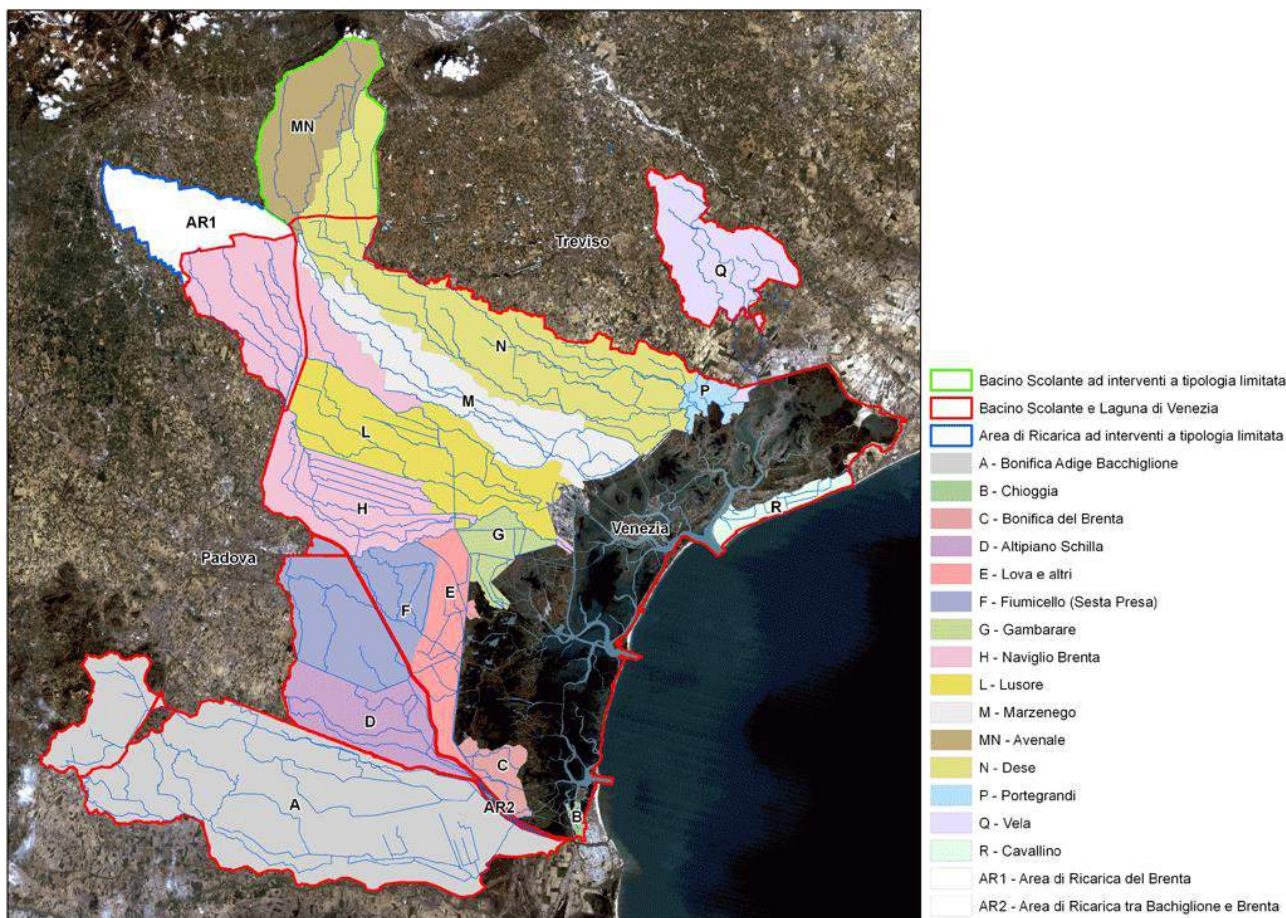 MN
AR1
Treviso
Q
N
P
M
L
R
H
Venezia
G
Padova
E
F
D
C
A
AR2
B
Bacino Scolante ad interventi a tipologia limitata
Bacino Scolante e Laguna di Venezia
Area di Ricarica ad interventi a tipologia limitata
A - Bonifica Adige Bacchiglione
B - Chioggia
C - Bonifica del Brenta
D - Altipiano Schilla
E - Lova e altri
F - Fiumicello (Sesta Presa)
G - Gambarare
H - Naviglio Brenta
L - Lusore
M - Marzenego
MN - Avenale
N - Dese
P - Portegrandi
Q - Vela
R - Cavallino
AR1 - Area di Ricarica del Brenta
AR2 - Area di Ricarica tra Bachiglione e Brenta